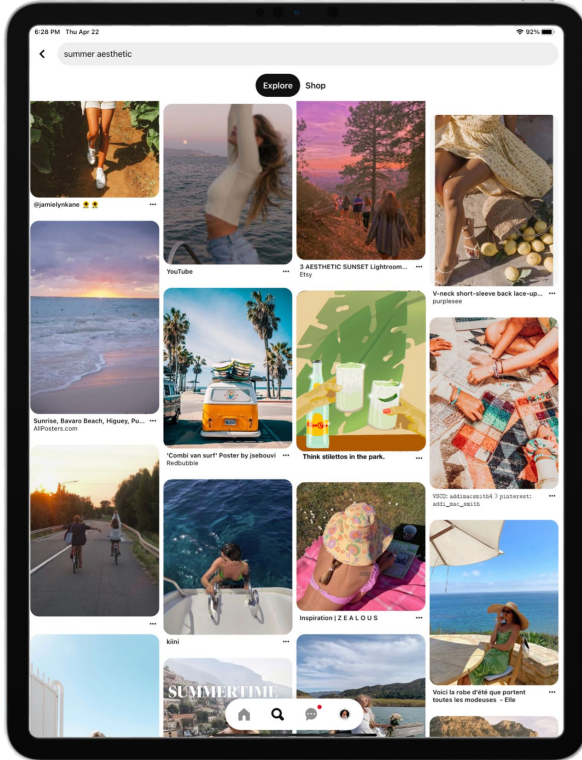 6:28 PM Thu Apr 22
92%
summer aesthetic
Explore Shop
@jamielynkane
YouTube
3 AESTHETIC SUNSET Lightroom...
Etsy
V-neck short-sleeve back lace-up...
purplesee
Sunrise, Bavaro Beach, Higuey, Pu...
AllPosters.com
'Combi van surf' Poster by jsebouvi
Redbubble
Think stilettos in the park.
VSCO: addimacsmith4 ☽ pinterest:
addi_mac_smith
kiini
Inspiration | Z E A L O U S
Voici la robe d'été que portent
toutes les modeuses - Elle
SUMMERTIME